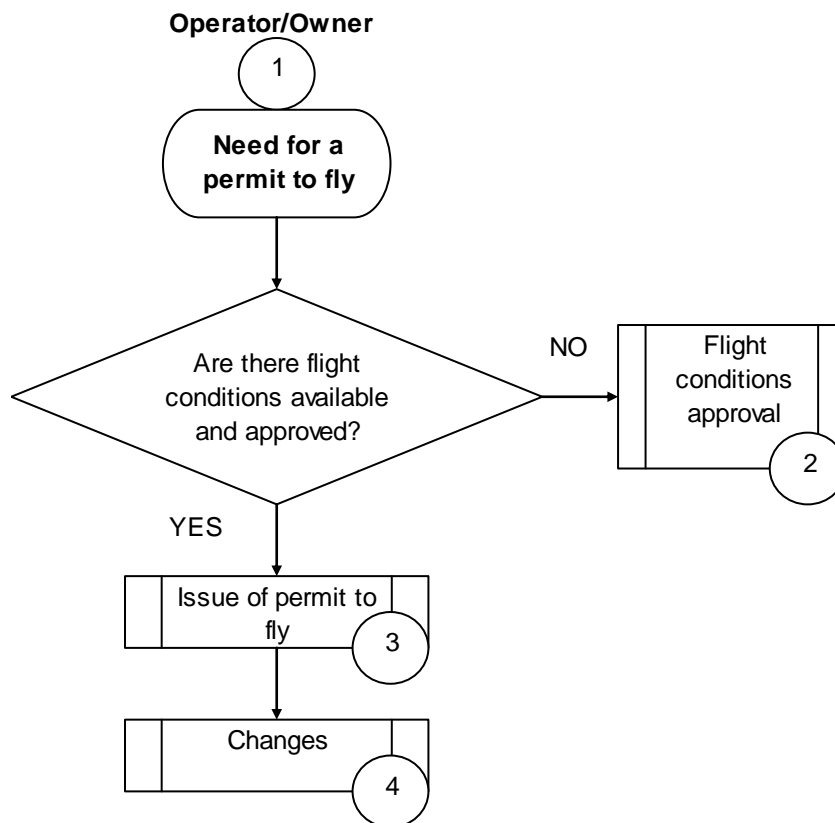 Operator/Owner
1
Need for a
permit to fly
Are there flight
conditions available
and approved?
NO
Flight
conditions
approval
2
YES
Issue of permit to
fly
3
Changes
4